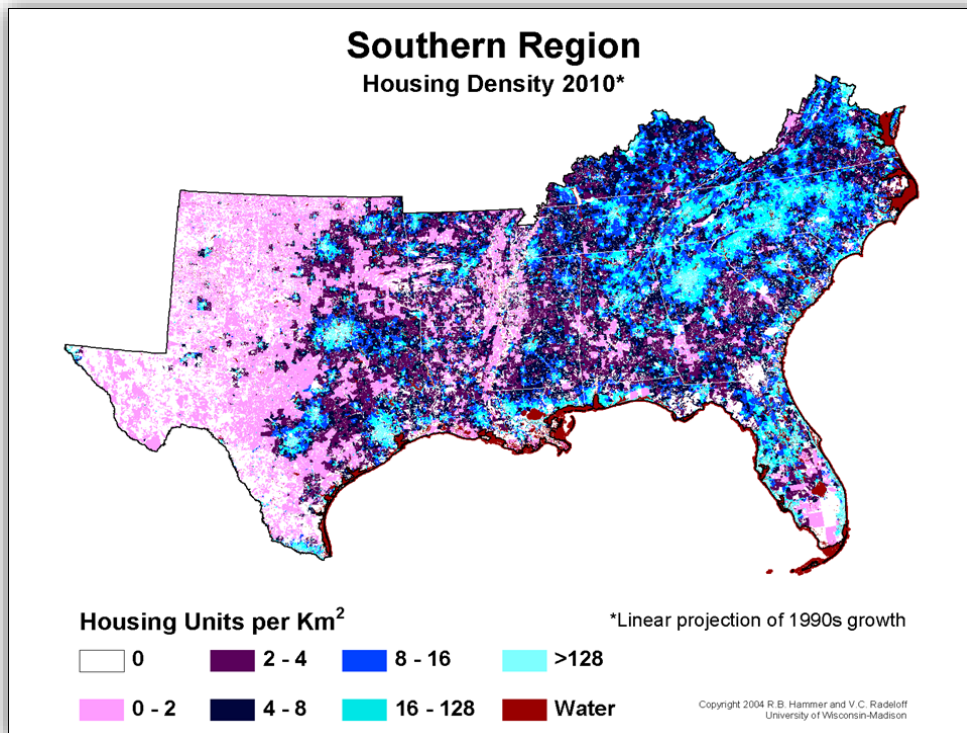 Southern Region
Housing Density 2010*
Housing Units per Km²
*Linear projection of 1990s growth
0
2 - 4
8 - 16
>128
0 - 2
4 - 8
16 - 128
Water
Copyright 2004 R.B. Hammer and V.C. Radeloff
University of Wisconsin-Madison